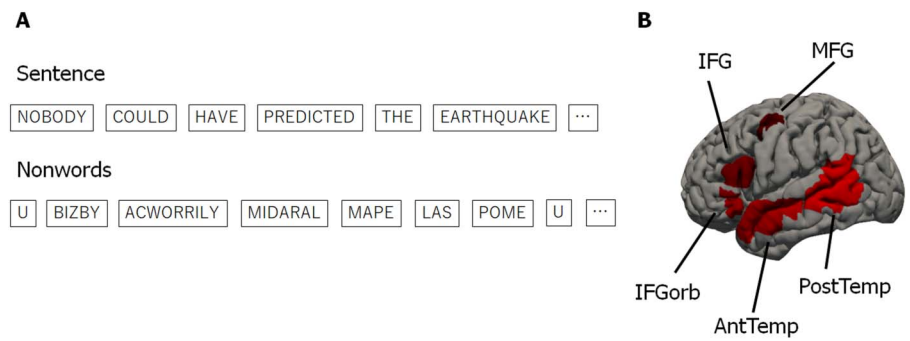 A
Sentence
NOBODY COULD HAVE PREDICTED THE EARTHQUAKE ...
Nonwords
U BIZBY ACWORRILY MIDARAL MAPE LAS POME U ...
B
MFG
IFG
IFGorb
PostTemp
AntTemp